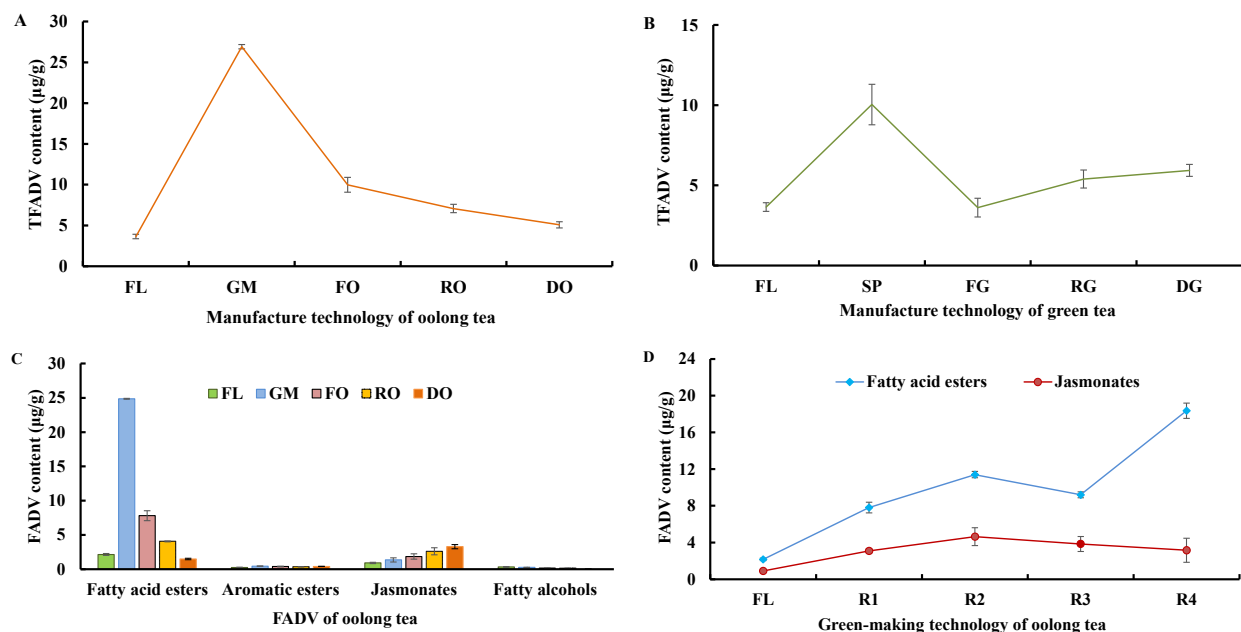 A
TFADV content (µg/g)
30
25
20
15
10
5
0
FL GM FO RO DO
Manufacture technology of oolong tea
B
TFADV content (µg/g)
15
10
5
0
FL SP FG RG DG
Manufacture technology of green tea
C
FADV content (µg/g)
30
25
20
15
10
5
0
FL GM FO RO DO
Fatty acid esters Aromatic esters Jasmonates Fatty alcohols
FADV of oolong tea
D
FADV content (µg/g)
24
20
16
12
8
4
0
Fatty acid esters Jasmonates
FL R1 R2 R3 R4
Green-making technology of oolong tea